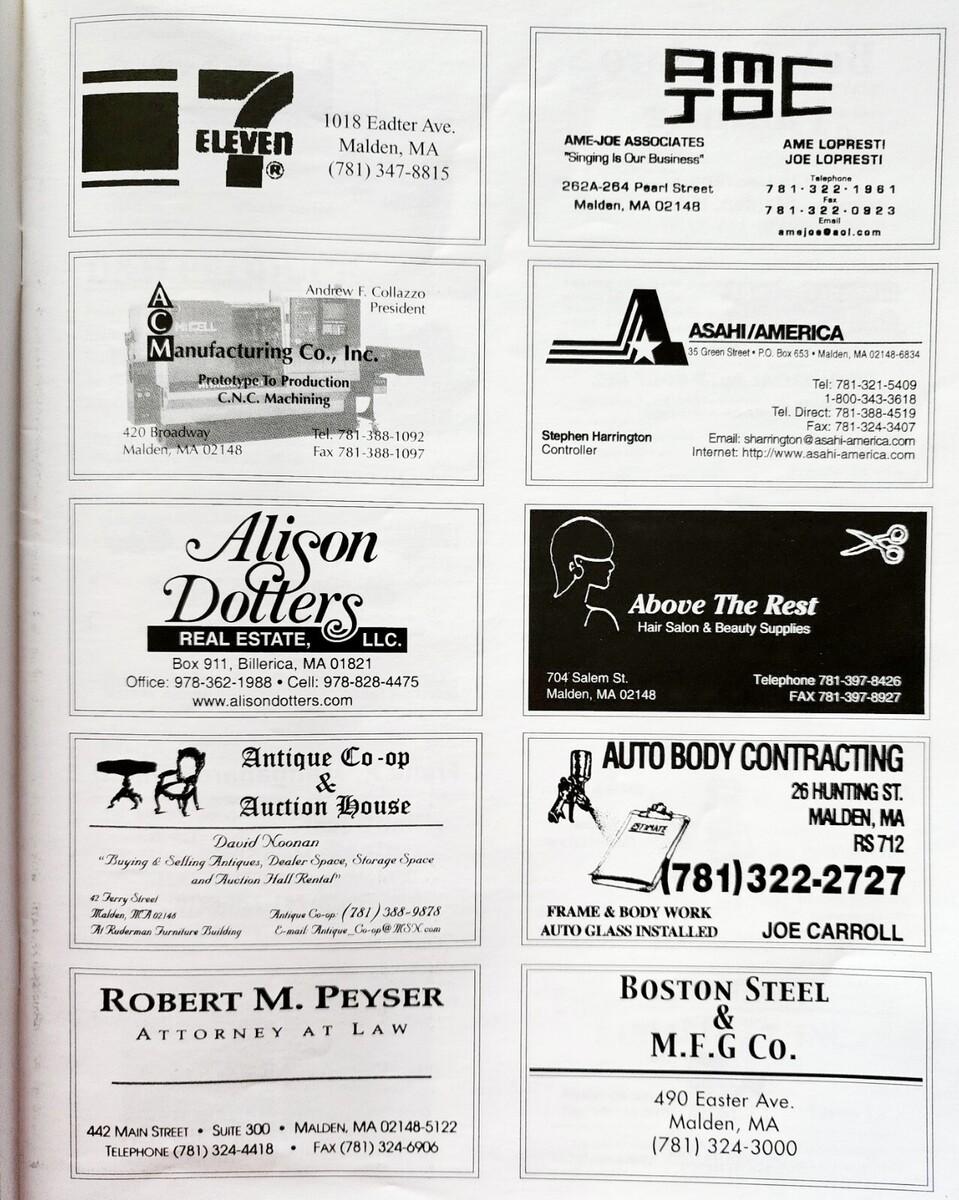 7
ELEVEN
®
1018 Eadter Ave.
Malden, MA
(781) 347-8815
AME
JOE
AME-JOE ASSOCIATES
"Singing Is Our Business"
262A-264 Pearl Street
Malden, MA 02148
AME LOPRESTI
JOE LOPRESTI
Telephone
781-322-1961
Fax
781-322-0923
Email
amejoe@aol.com
Andrew F. Collazzo
President
A
C
Manufacturing Co., Inc.
Prototype To Production
C.N.C. Machining
420 Broadway
Malden, MA 02148
Tel. 781-388-1092
Fax 781-388-1097
A
ASAHI/AMERICA
35 Green Street • P.O. Box 653 • Malden, MA 02148-6834
Tel: 781-321-5409
1-800-343-3618
Tel. Direct: 781-388-4519
Fax: 781-324-3407
Email: sharrington@asahi-america.com
Internet: http://www.asahi-america.com
Stephen Harrington
Controller
Alison
Dotters
REAL ESTATE, LLC.
Box 911, Billerica, MA 01821
Office: 978-362-1988 • Cell: 978-828-4475
www.alisondotters.com
Above The Rest
Hair Salon & Beauty Supplies
704 Salem St.
Malden, MA 02148
Telephone 781-397-8426
FAX 781-397-8927
Antique Co-op
&
Auction House
David Noonan
"Buying & Selling Antiques, Dealer Space, Storage Space
and Auction Hall Rental"
42 Ferry Street
Malden, MA 02148
At Ruderman Furniture Building
Antique Co-op: (781) 388-9878
E-mail: Antique_Co-op@MSN.com
AUTO BODY CONTRACTING
26 HUNTING ST.
MALDEN, MA
RS 712
ESTIMATE
(781) 322-2727
FRAME & BODY WORK
AUTO GLASS INSTALLED
JOE CARROLL
ROBERT M. PEYSER
ATTORNEY AT LAW
442 MAIN STREET • SUITE 300 • MALDEN, MA 02148-5122
TELEPHONE (781) 324-4418 • FAX (781) 324-6906
BOSTON STEEL
&
M.F.G CO.
490 Easter Ave.
Malden, MA
(781) 324-3000